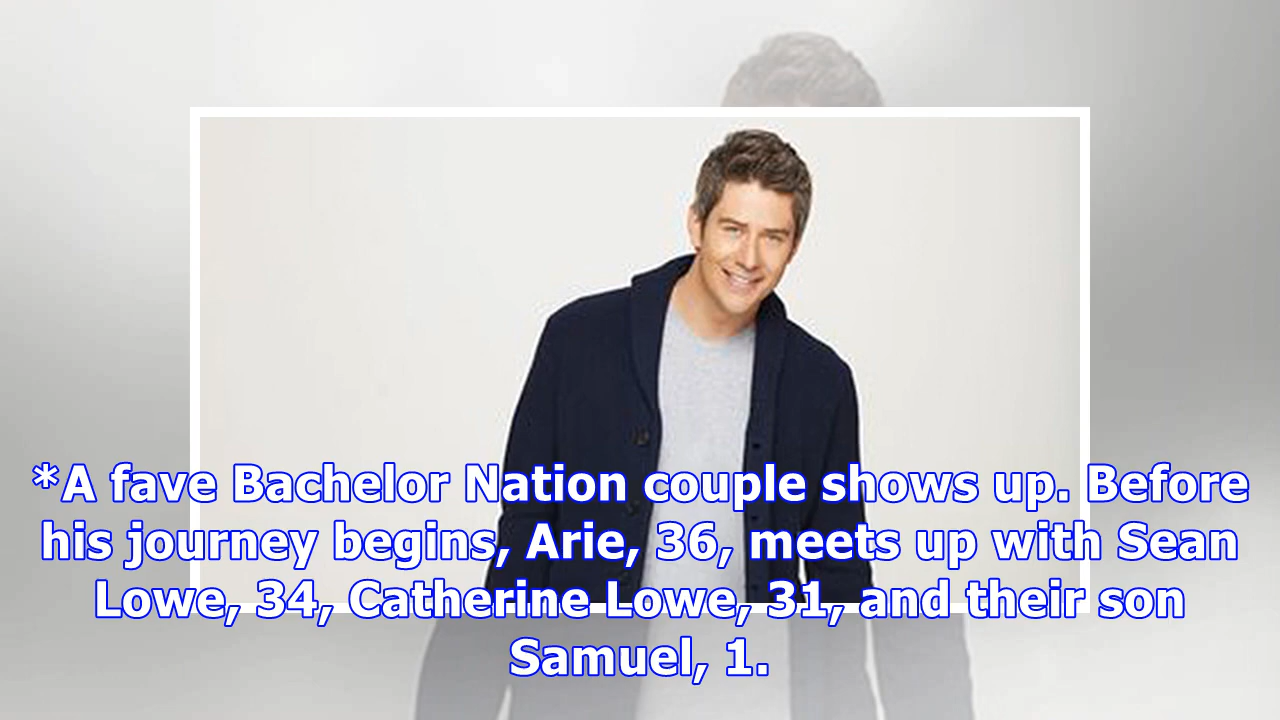 *A fave Bachelor Nation couple shows up. Before
his journey begins, Arie, 36, meets up with Sean
Lowe, 34, Catherine Lowe, 31, and their son
Samuel, 1.